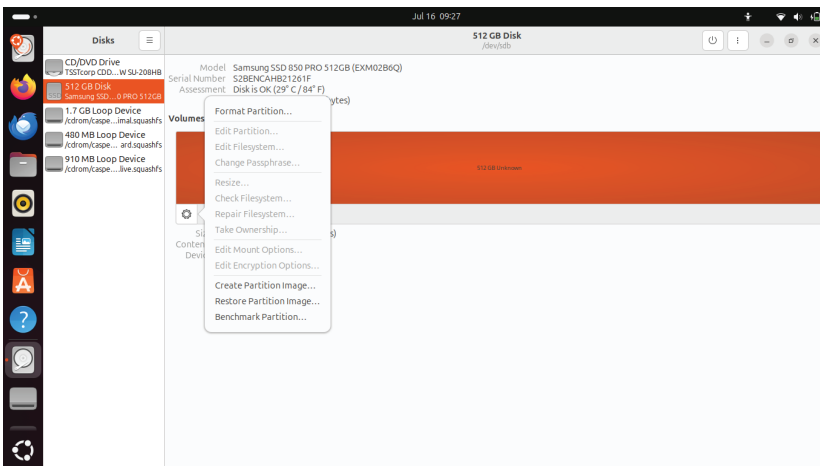 Jul 16 09:27
Disks
512 GB Disk
/dev/sdb
CD/DVD Drive
TSSTcorp CDD...W SU-208HB
512 GB Disk
Samsung SSD...0 PRO 512GB
1.7 GB Loop Device
/cdrom/caspe...imal.squashfs
480 MB Loop Device
/cdrom/caspe... ard.squashfs
910 MB Loop Device
/cdrom/caspe....live.squashfs
Model Samsung SSD 850 PRO 512GB (EXM02B6Q)
Serial Number S2BENCAHB21261F
Assessment Disk is OK (29° C / 84° F)
ytes)
Volumes
512 GB Unknown
Format Partition...
Edit Partition...
Edit Filesystem...
Change Passphrase...
Resize...
Check Filesystem...
Repair Filesystem...
Take Ownership...
Edit Mount Options...
Edit Encryption Options...
Create Partition Image...
Restore Partition Image...
Benchmark Partition...
Siz
s)
Conten
Devi